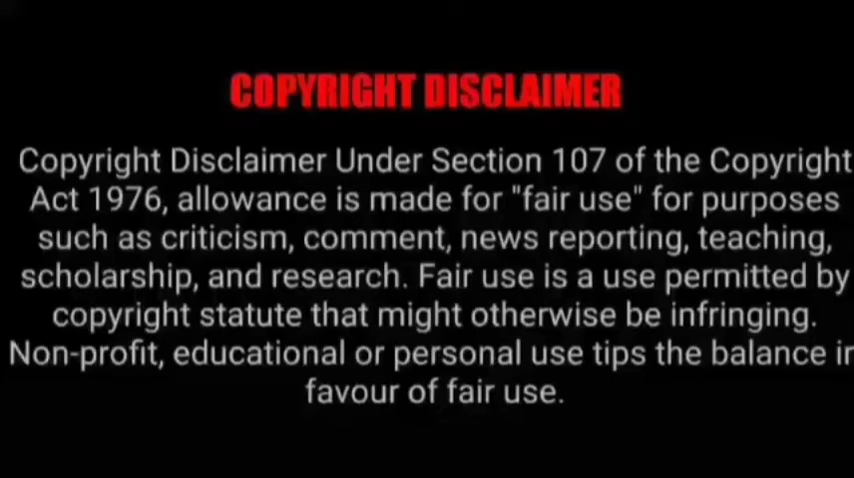 COPYRIGHT DISCLAIMER
Copyright Disclaimer Under Section 107 of the Copyright
Act 1976, allowance is made for "fair use" for purposes
such as criticism, comment, news reporting, teaching,
scholarship, and research. Fair use is a use permitted by
copyright statute that might otherwise be infringing.
Non-profit, educational or personal use tips the balance in
favour of fair use.